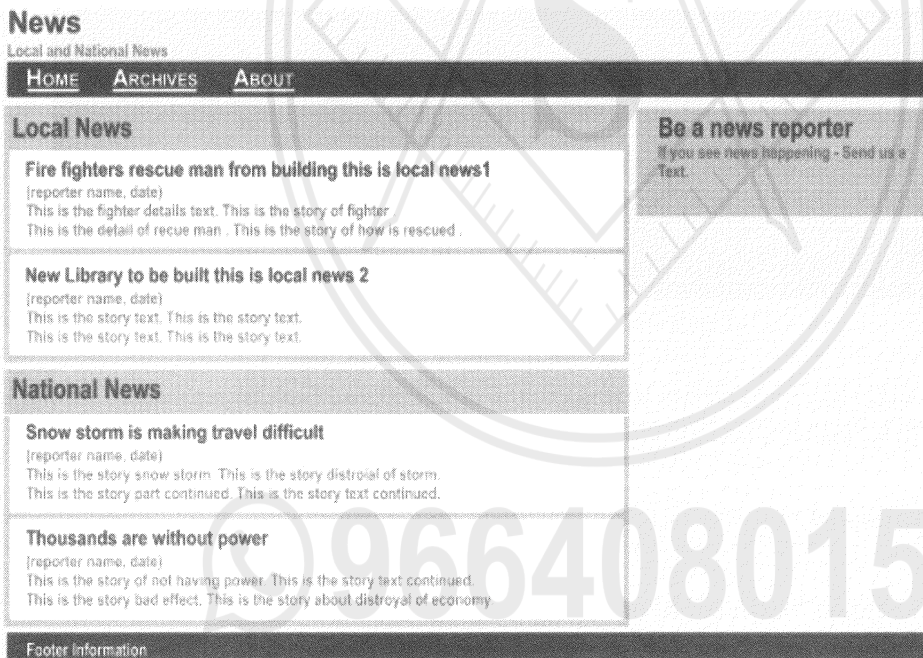 News
Local and National News
HOME ARCHIVES ABOUT
Local News
Fire fighters rescue man from building this is local news1
(reporter name, date)
This is the fighter details text. This is the story of fighter
This is the detail of recue man . This is the story of how is rescued .
New Library to be built this is local news 2
(reporter name, date)
This is the story text. This is the story text.
This is the story text. This is the story text.
National News
Snow storm is making travel difficult
(reporter name, date)
This is the story snow storm. This is the story distroial of storm.
This is the story part continued. This is the story text continued.
Thousands are without power
(reporter name, date)
This is the story of not having power. This is the story text continued.
This is the story bad effect. This is the story about distroyal of economy
Be a news reporter
If you see news happening - Send us a
Text.
966408015
Footer Information